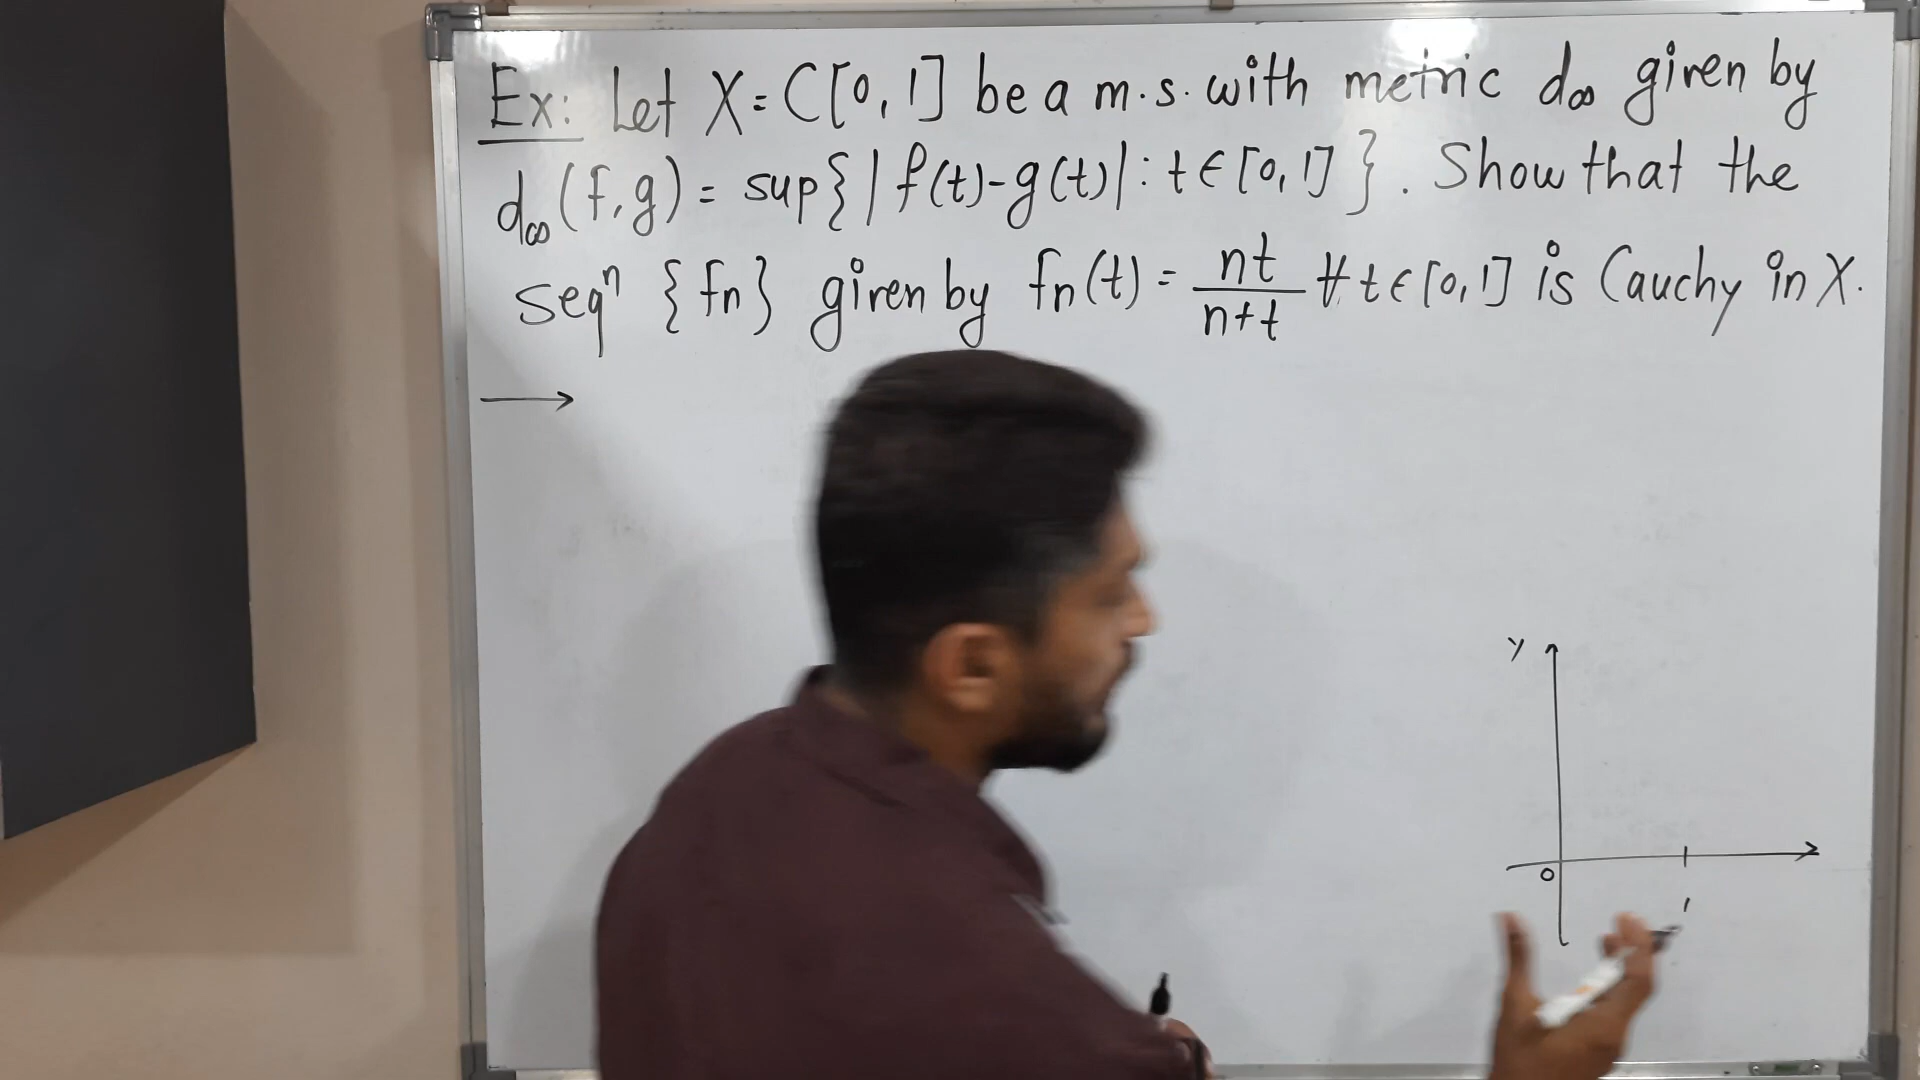 Ex: Let X = C[0, 1] be a m.s. with metric d∞ given by
d∞(f, g) = sup{ |f(t)-g(t)| : t ∈ [0, 1] }. Show that the
seqⁿ {fn} given by fn(t) = nt/n+t ∀ t ∈ [0, 1] is Cauchy in X.
→
y
0
1